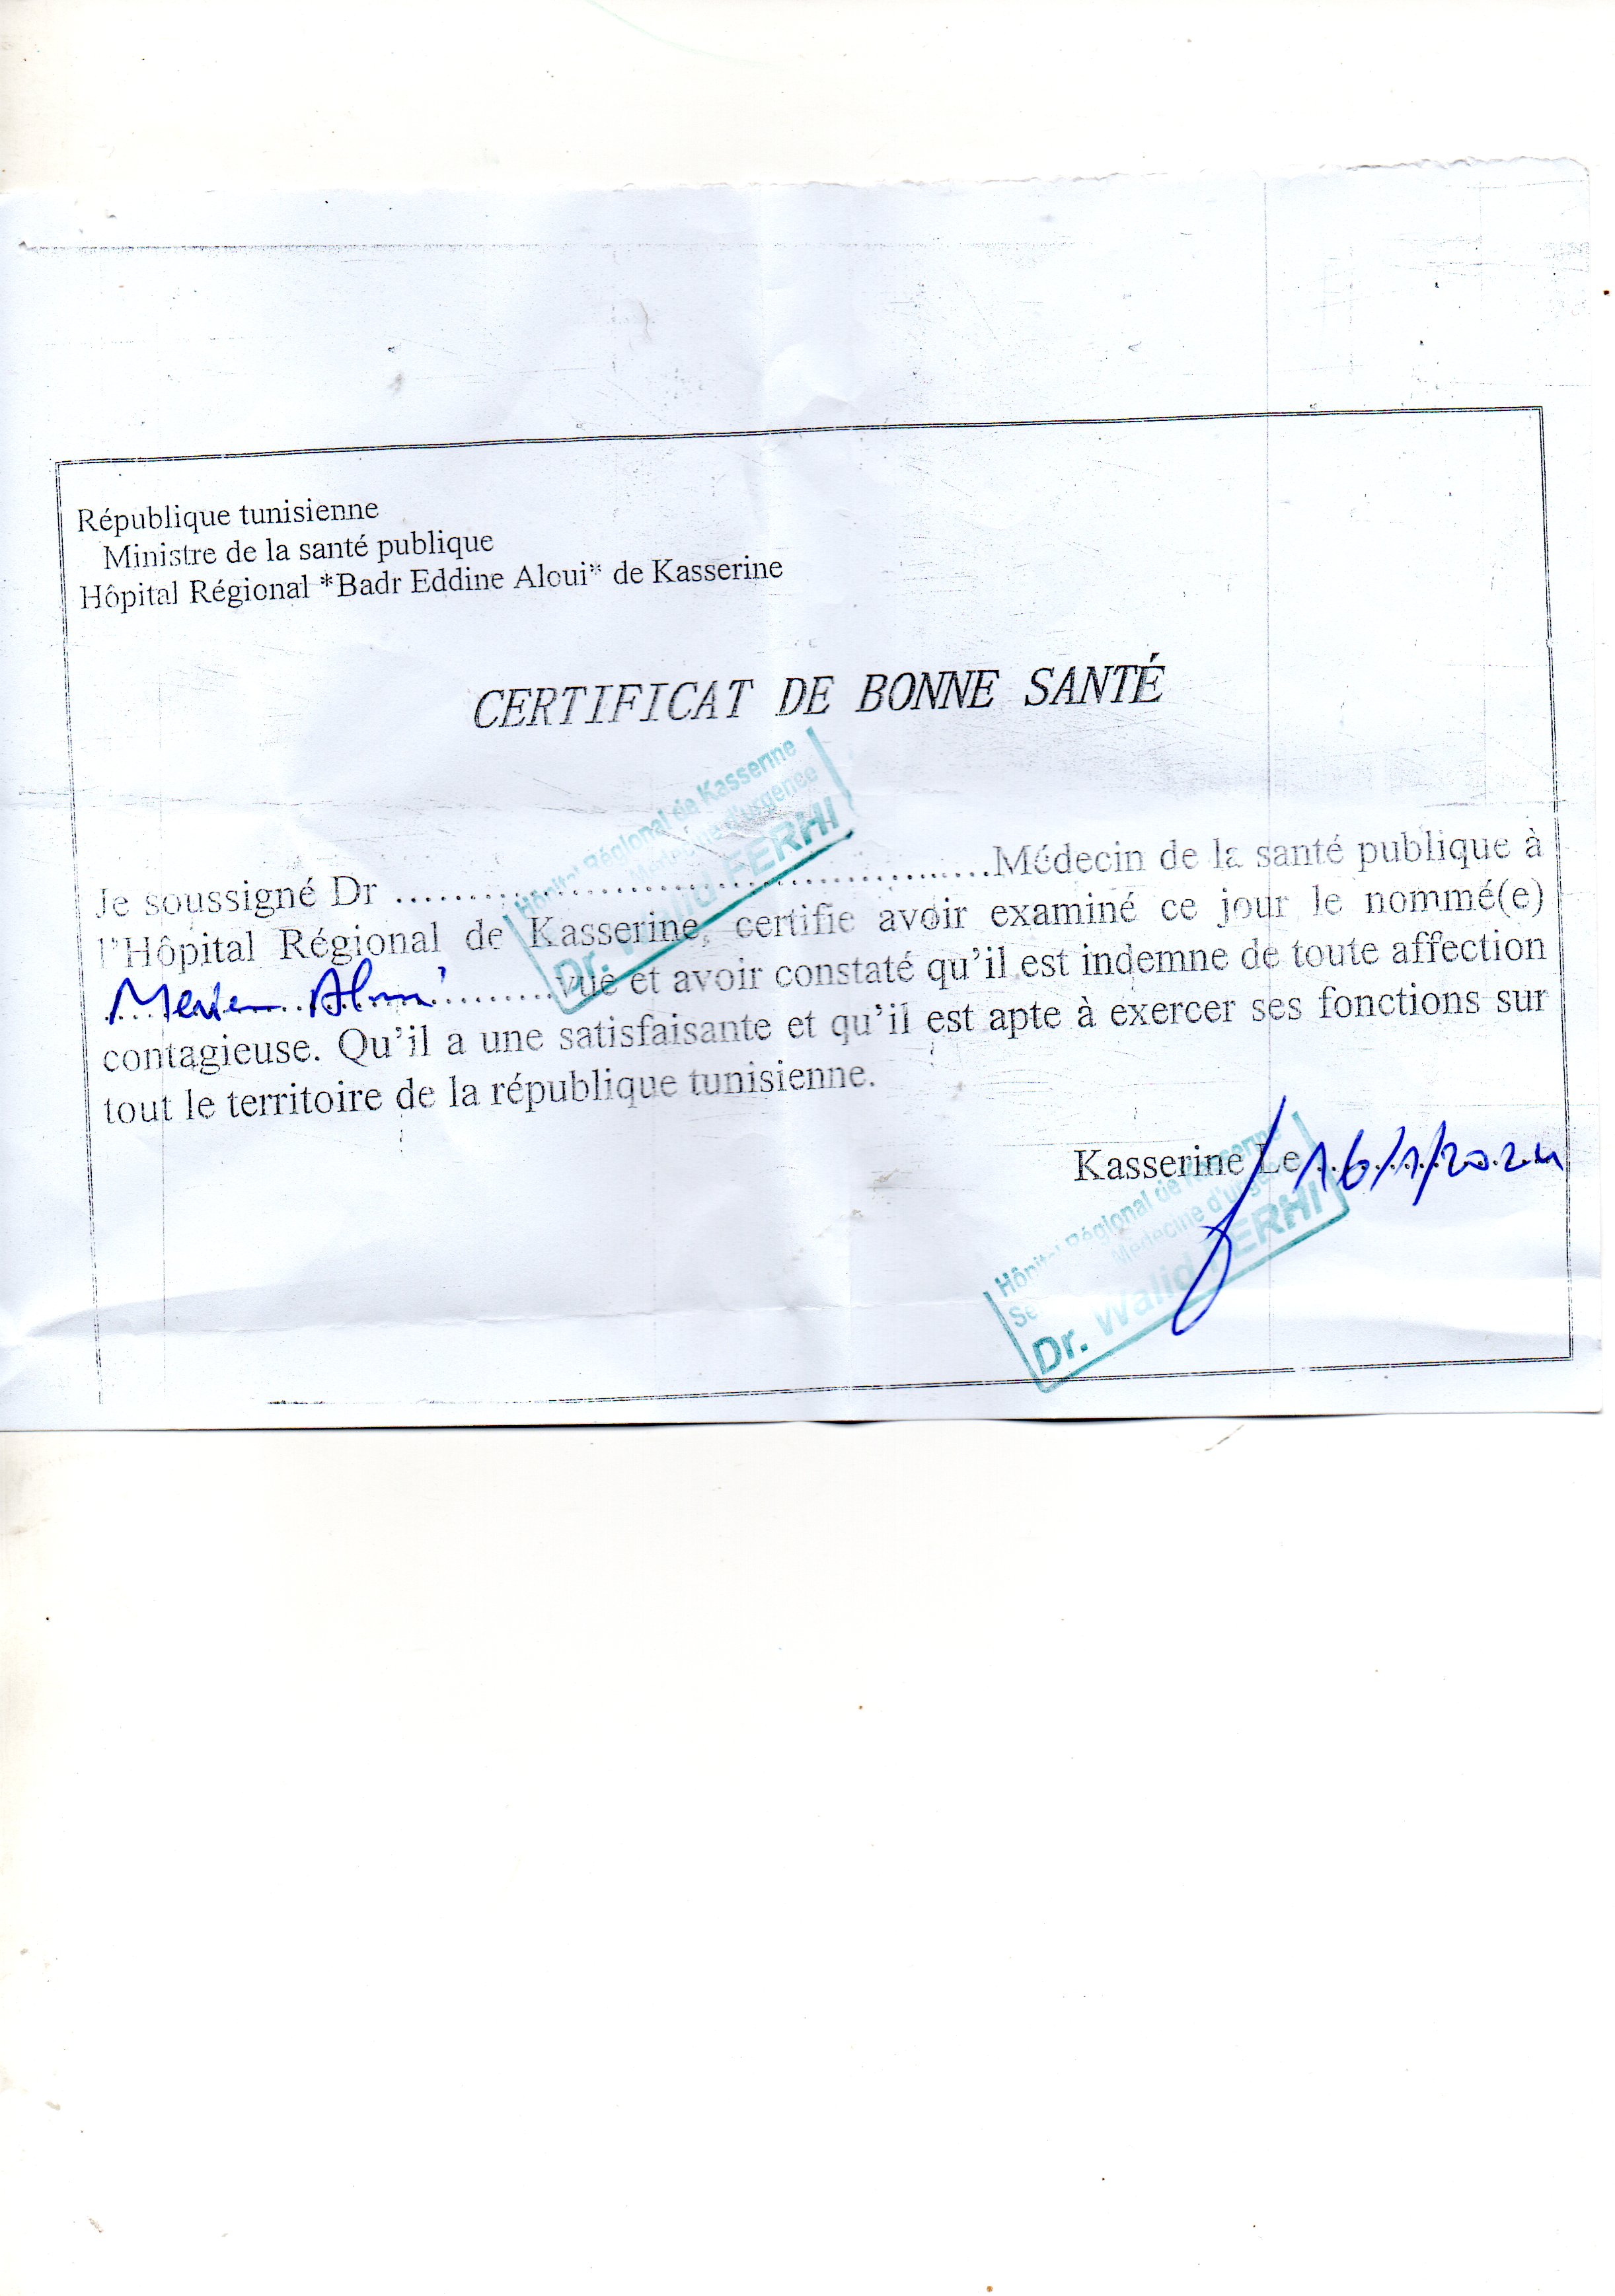 République tunisienne
Ministre de la santé publique
Hôpital Régional *Badr Eddine Aloui* de Kasserine
CERTIFICAT DE BONNE SANTÉ
Hôpital Régional de Kasserine
Médecine d'urgence
Dr. Walid FERHI
Je soussigné Dr ..........................................Médecin de la santé publique à
l'Hôpital Régional de Kasserine, certifie avoir examiné ce jour le nommé(e)
..........vue et avoir constaté qu'il est indemne de toute affection
contagieuse. Qu'il a une satisfaisante et qu'il est apte à exercer ses fonctions sur
tout le territoire de la république tunisienne.
Kasserine Le 16/1/2024
Hôpital Régional de Kasserine
Médecine d'urgence
Dr. Walid FERHI